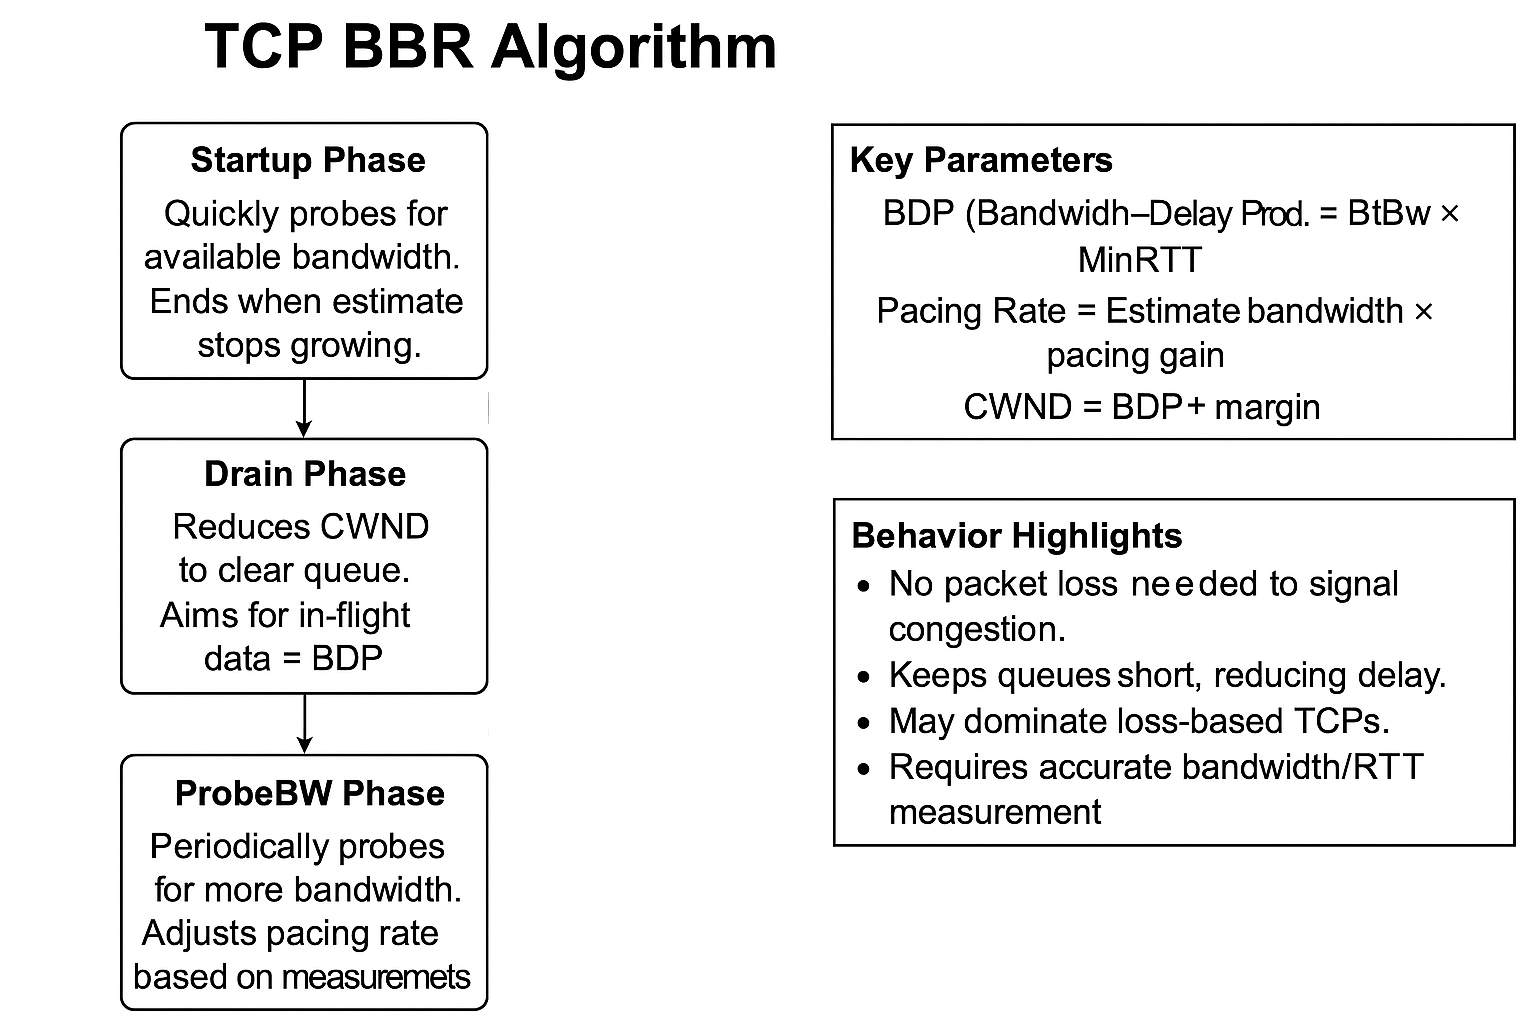 TCP BBR Algorithm
Startup Phase
Quickly probes for
available bandwidth.
Ends when estimate
stops growing.
Drain Phase
Reduces CWND
to clear queue.
Aims for in-flight
data = BDP
ProbeBW Phase
Periodically probes
for more bandwidth.
Adjusts pacing rate
based on measuremets
Key Parameters
BDP (Bandwidh–Delay Prod. = BtBw ×
MinRTT
Pacing Rate = Estimate bandwidth ×
pacing gain
CWND = BDP + margin
Behavior Highlights
• No packet loss needed to signal
congestion.
• Keeps queues short, reducing delay.
• May dominate loss-based TCPs.
• Requires accurate bandwidth/RTT
measurement